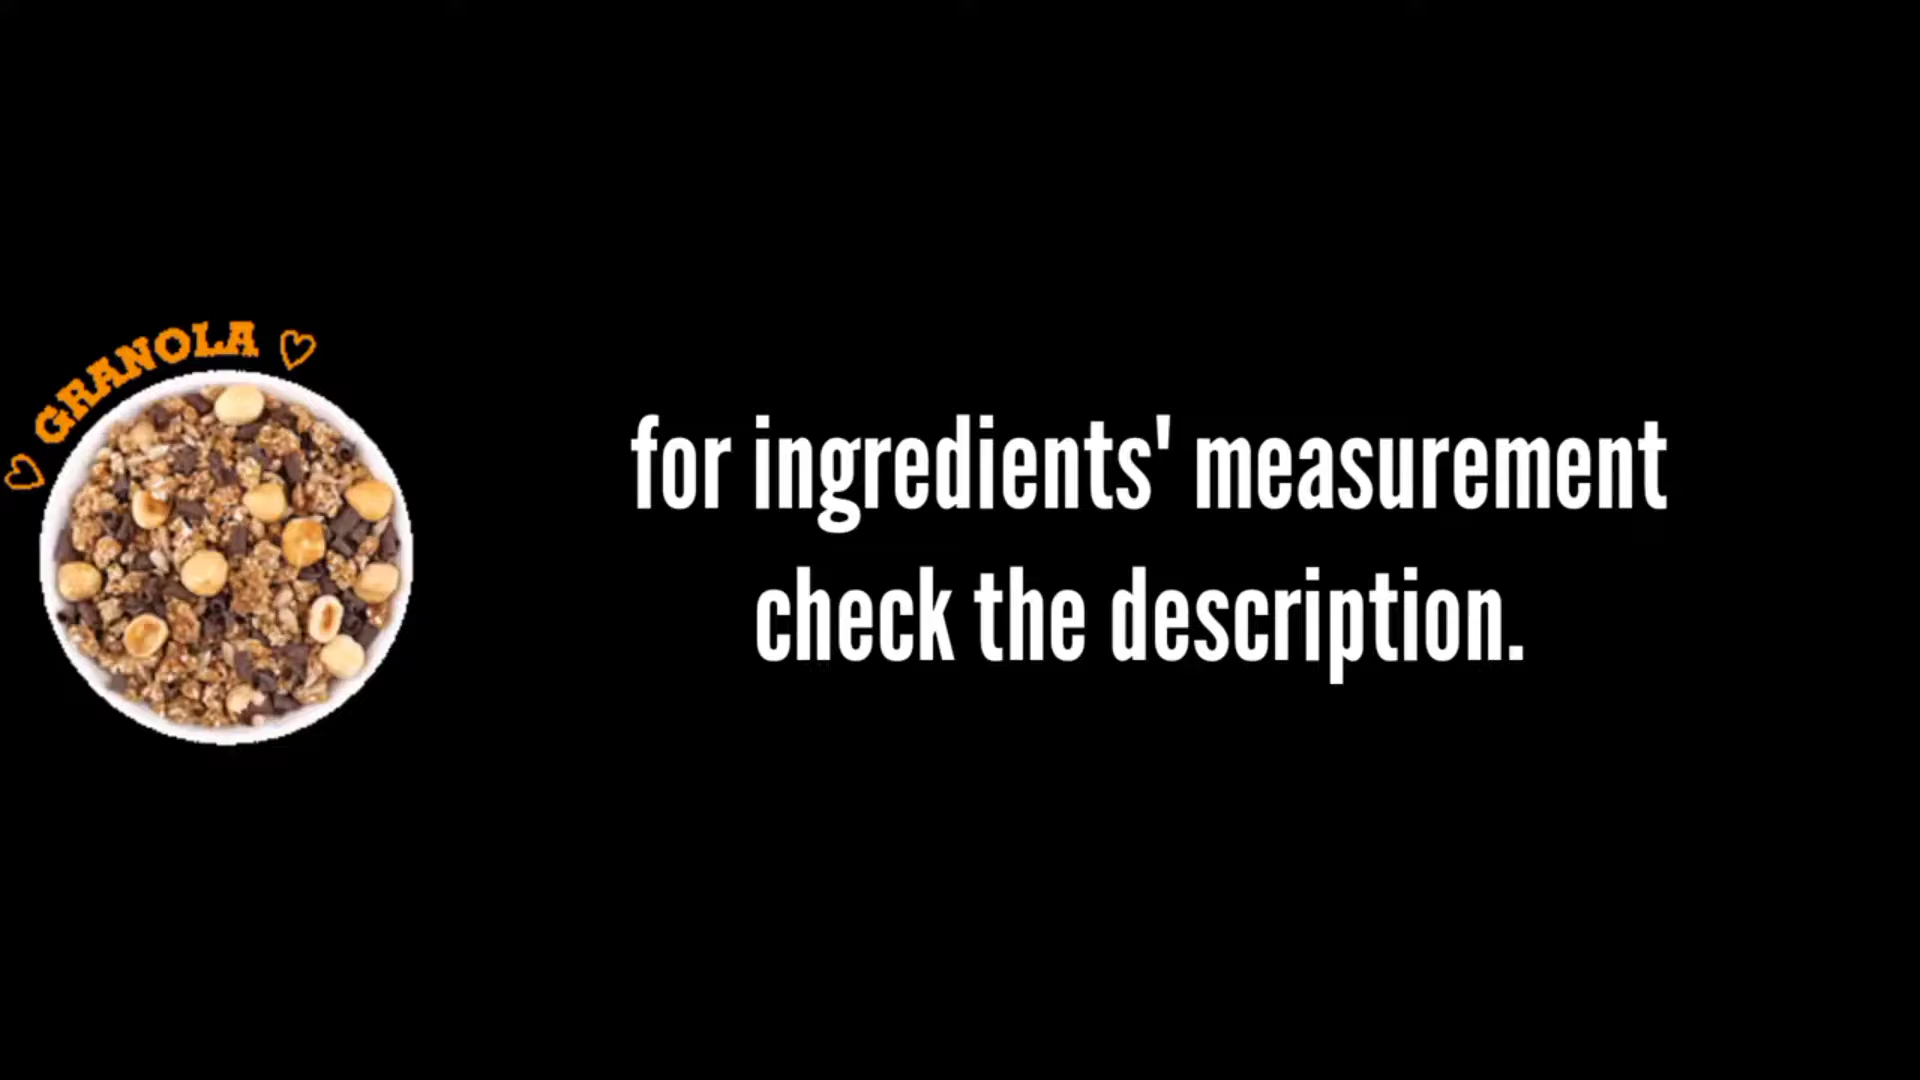 GRANOLA
for ingredients' measurement
check the description.